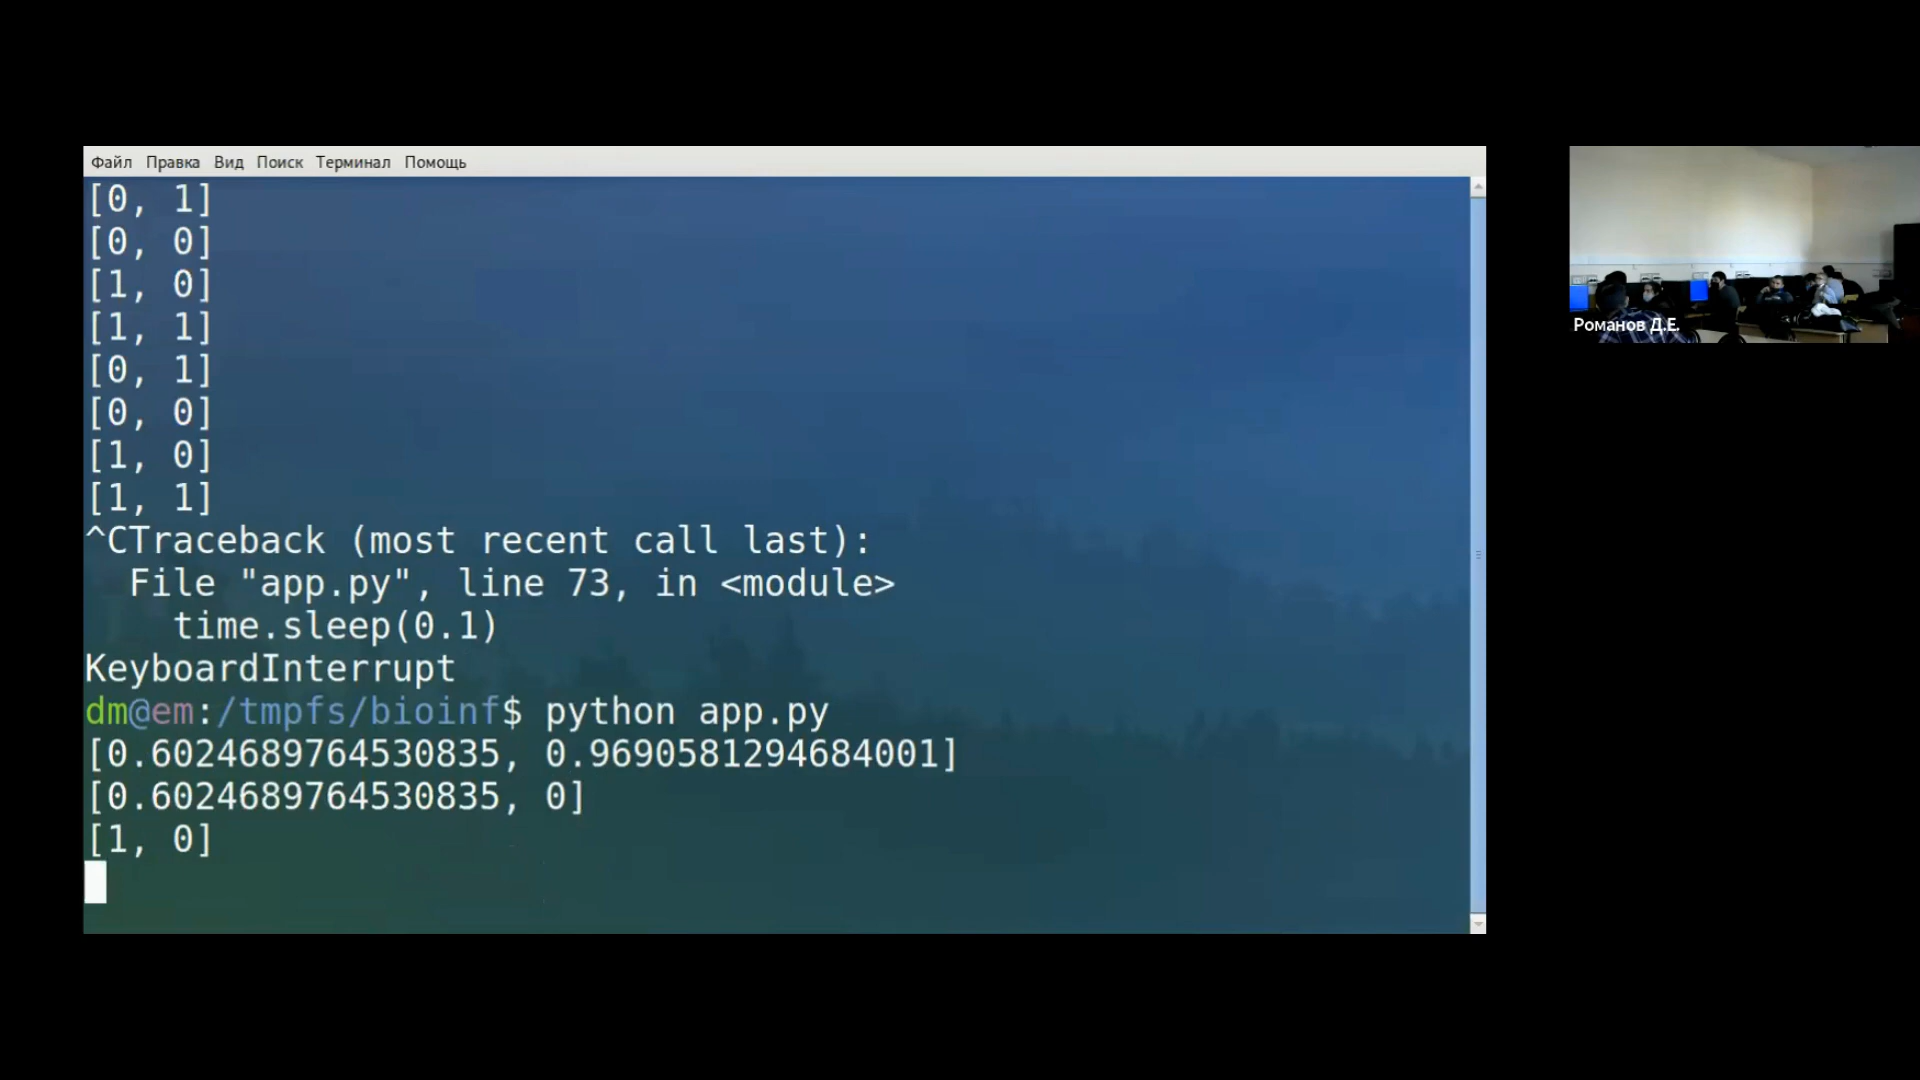 Файл Правка Вид Поиск Терминал Помощь
[0, 1]
[0, 0]
[1, 0]
[1, 1]
[0, 1]
[0, 0]
[1, 0]
[1, 1]
^CTraceback (most recent call last):
  File "app.py", line 73, in <module>
    time.sleep(0.1)
KeyboardInterrupt
dm@em:/tmpfs/bioinf$ python app.py
[0.6024689764530835, 0.9690581294684001]
[0.6024689764530835, 0]
[1, 0]
Романов Д.Е.